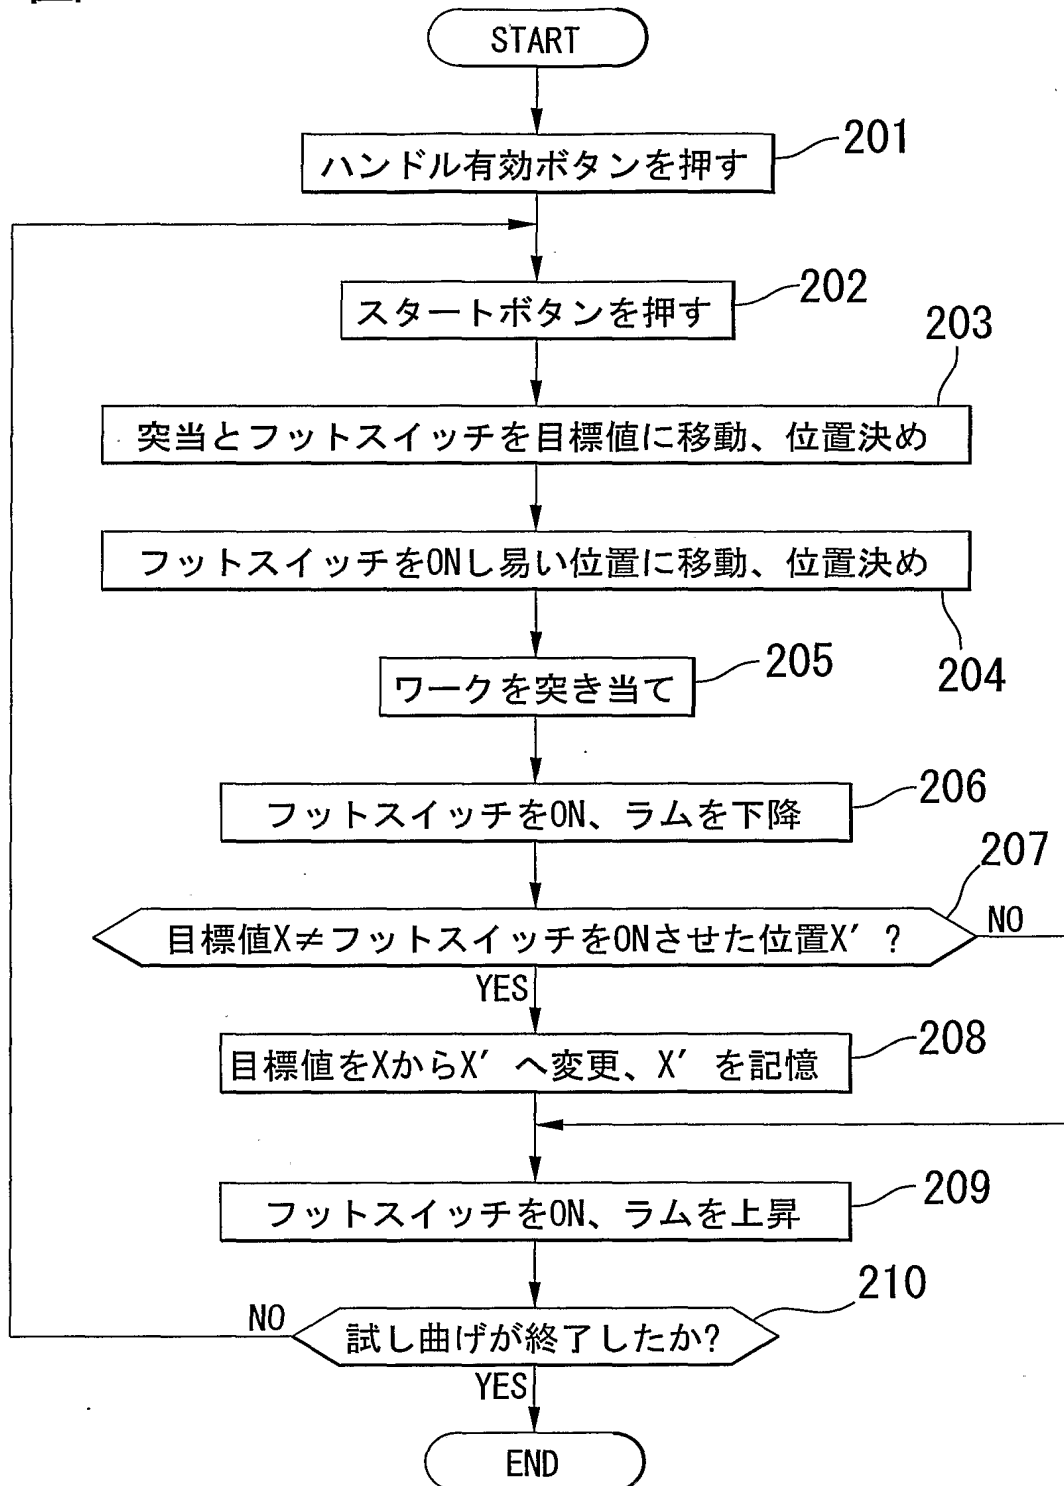 START
201
ハンドル有効ボタンを押す
202
スタートボタンを押す
203
突当とフットスイッチを目標値に移動、位置決め
フットスイッチをONし易い位置に移動、位置決め
204
205
ワークを突き当て
206
フットスイッチをON、ラムを下降
207
目標値X≠フットスイッチをONさせた位置X′?
NO
YES
208
目標値をXからX′へ変更、X′を記憶
209
フットスイッチをON、ラムを上昇
210
NO
試し曲げが終了したか?
YES
END